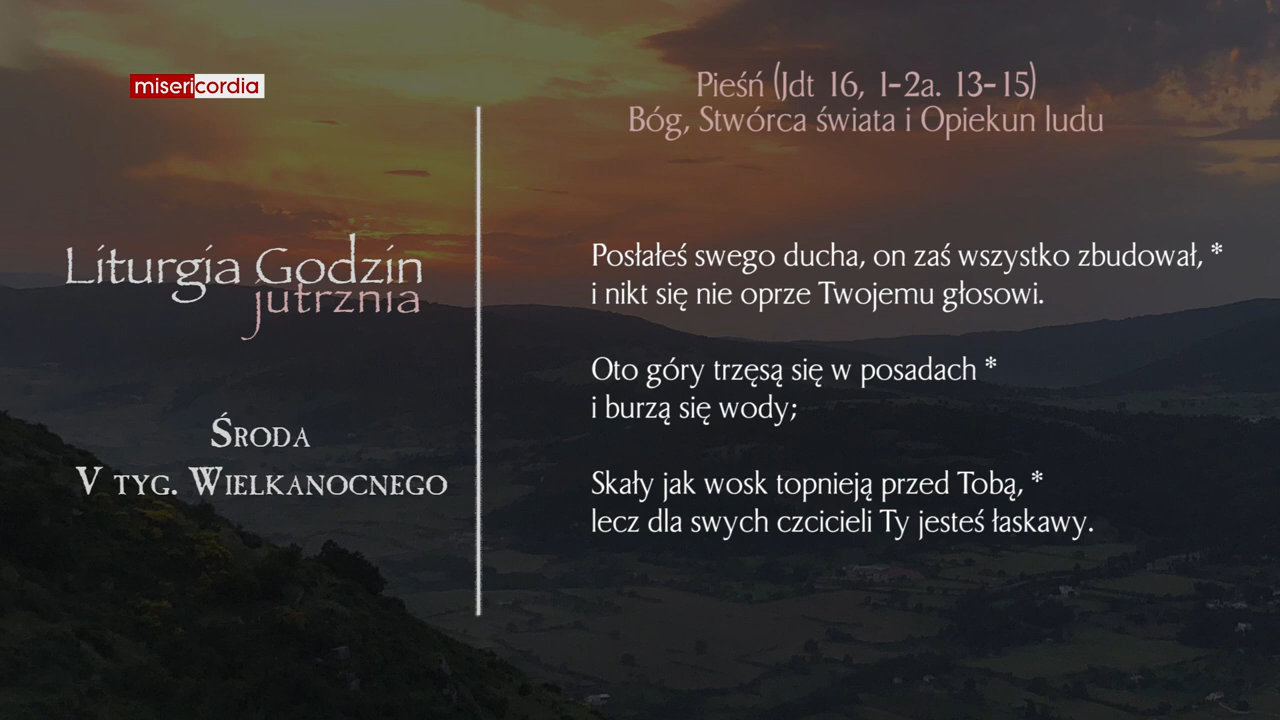 misericordia
Liturgia Godzin
jutrznia
Środa
V tyg. Wielkanocnego
Pieśń (Jdt 16, 1-2a. 13-15)
Bóg, Stwórca świata i Opiekun ludu
Posłałeś swego ducha, on zaś wszystko zbudował, *
i nikt się nie oprze Twojemu głosowi.
Oto góry trzęsą się w posadach *
i burzą się wody;
Skały jak wosk topnieją przed Tobą, *
lecz dla swych czcicieli Ty jesteś łaskawy.